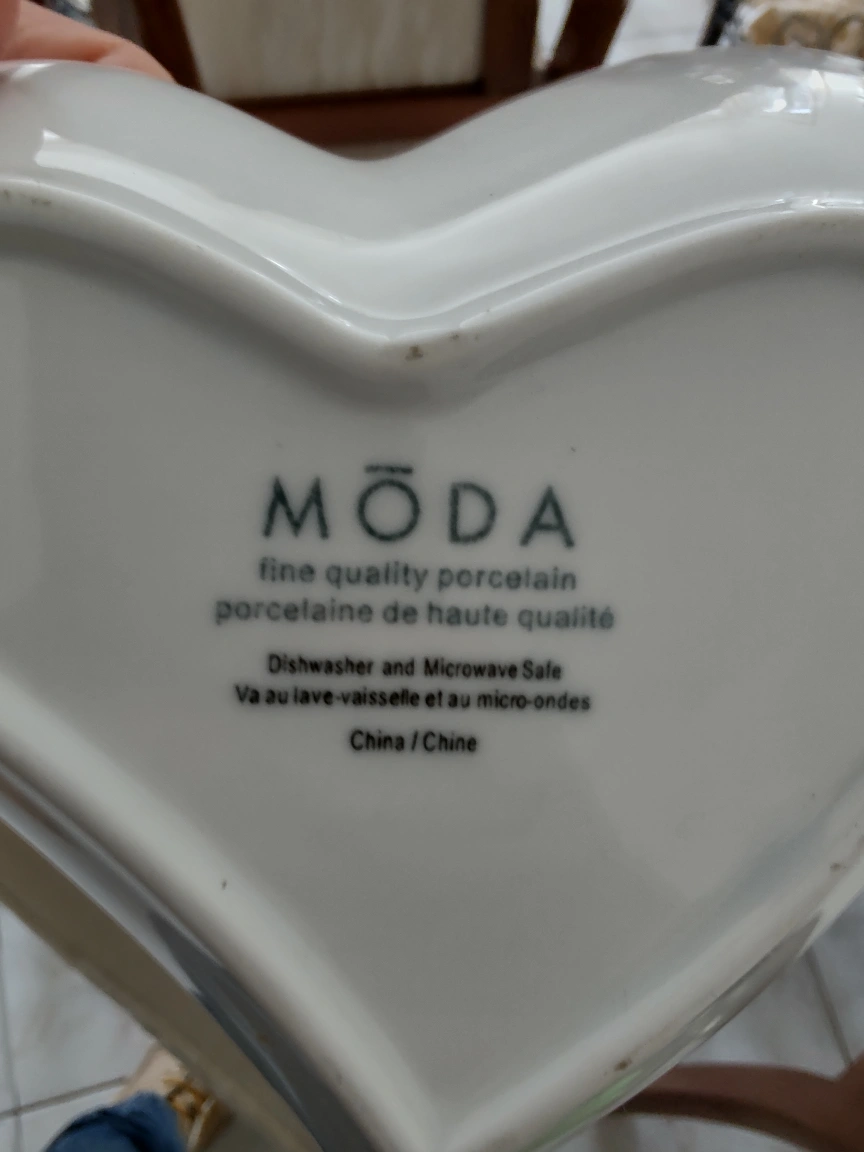 MŌDA
fine quality porcelain
porcelaine de haute qualité
Dishwasher and Microwave Safe
Va au lave-vaisselle et au micro-ondes
China / Chine